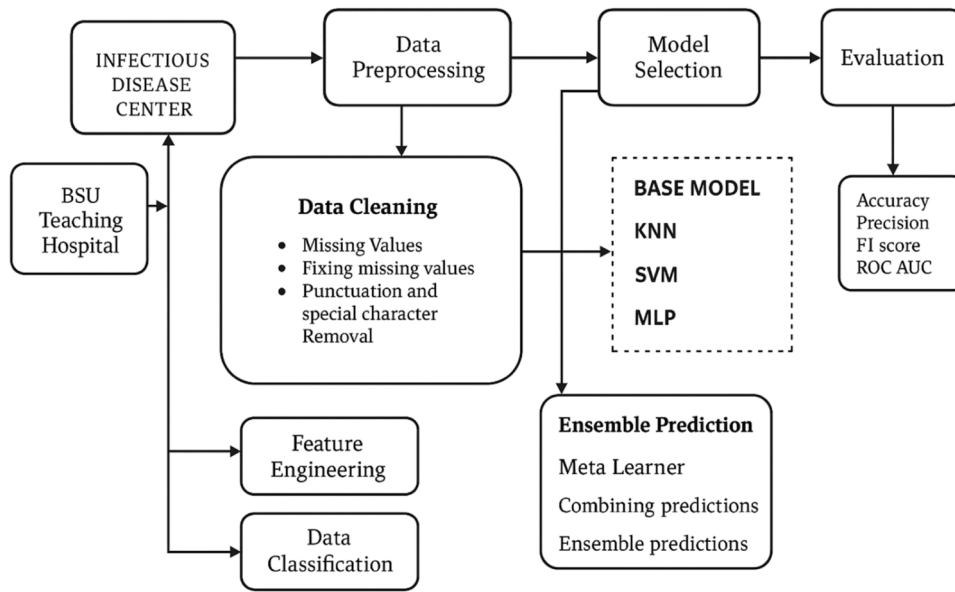 INFECTIOUS
DISEASE
CENTER
Data
Preprocessing
Model
Selection
Evaluation
BSU
Teaching
Hospital
Data Cleaning
• Missing Values
• Fixing missing values
• Punctuation and
special character
Removal
BASE MODEL
KNN
SVM
MLP
Accuracy
Precision
FI score
ROC AUC
Feature
Engineering
Data
Classification
Ensemble Prediction
Meta Learner
Combining predictions
Ensemble predictions